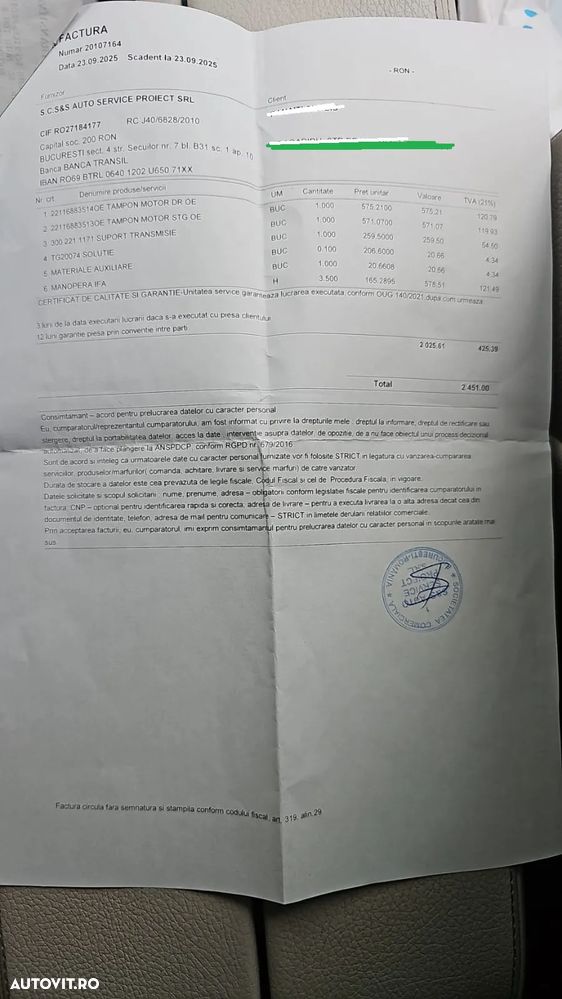 FACTURA
Numar 20107164
Data 23.09.2025 Scadent la 23.09.2025
- RON -
Furnizor
S.C.S&S AUTO SERVICE PROIECT SRL
CIF RO27184177 RC J40/6828/2010
Capital soc. 200 RON
BUCURESTI sect. 4 str. Secuilor nr. 7 bl. B31 sc. 1 ap. 10
Banca BANCA TRANSIL
IBAN RO69 BTRL 0640 1202 U650 71XX
Client
Nr. crt. Denumire produse/servicii UM Cantitate Pret unitar Valoare TVA (21%)
1 22116883514OE TAMPON MOTOR DR OE BUC 1.000 575.2100 575.21 120.79
2 22116883513OE TAMPON MOTOR STG OE BUC 1.000 571.0700 571.07 119.93
3 300 221 1171 SUPORT TRANSMISIE BUC 1.000 259.5000 259.50 54.50
4 TG20074 SOLUTIE BUC 0.100 206.6000 20.66 4.34
5 MATERIALE AUXILIARE BUC 1.000 20.6608 20.66 4.34
6 MANOPERA IFA H 3.500 165.2895 578.51 121.49
CERTIFICAT DE CALITATE SI GARANTIE-Unitatea service garanteaza lucrarea executata, conform OUG 140/2021 dupa cum urmeaza:
3 luni de la data executarii lucrarii daca s-a executat cu piesa clientului
12 luni garantie piesa prin conventie intre parti
2 025.61 425.39
Total 2 451.00
Consimtamant – acord pentru prelucrarea datelor cu caracter personal
Eu, cumparatorul/reprezentantul cumparatorului, am fost informat cu privire la drepturile mele : dreptul la informare, dreptul de rectificare sau
stergere, dreptul la portabilitatea datelor, acces la date , interventie asupra datelor, de opozitie, de a nu face obiectul unui proces decizional
automatizat, de a face plangere la ANSPDCP, conform RGPD nr. 679/2016
Sunt de acord si inteleg ca urmatoarele date cu caracter personal furnizate vor fi folosite STRICT in legatura cu vanzarea-cumpararea
serviciilor, produselor/marfurilor( comanda, achitare, livrare si service marfuri) de catre vanzator.
Durata de stocare a datelor este cea prevazuta de legile fiscale, Codul Fiscal si cel de Procedura Fiscala, in vigoare.
Datele solicitate si scopul solicitarii : nume, prenume, adresa – obligatorii conform legislatiei fiscale pentru identificarea cumparatorului in
factura, CNP – optional pentru identificarea rapida si corecta, adresa de livrare – pentru a executa livrarea la o alta adresa decat cea din
documentul de identitate, telefon, adresa de mail pentru comunicare – STRICT in limetele derularii relatiilor comerciale.
Prin acceptarea facturii, eu, cumparatorul, imi exprim consimtamantul pentru prelucrarea datelor cu caracter personal in scopurile aratate mai
sus
SOCIETATEA COMERCIALA
BUCURESTI-ROMANIA
S&S AUTO
SERVICE
PROIECT
SRL
Factura circula fara semnatura si stampila conform codului fiscal, art. 319, alin.29
AUTOVIT.RO